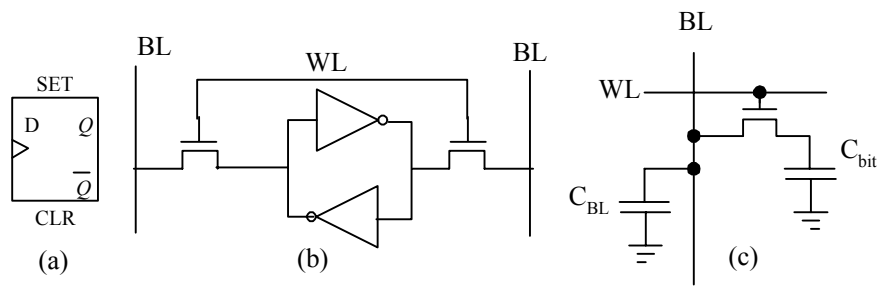 SET
D Q
Q̅
CLR
(a)
BL
WL
BL
(b)
BL
WL
C_bit
C_BL
(c)